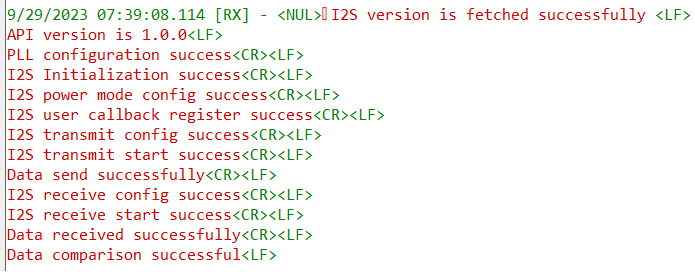 9/29/2023 07:39:08.114 [RX] - <NUL>▯I2S version is fetched successfully <LF>
API version is 1.0.0<LF>
PLL configuration success<CR><LF>
I2S Initialization success<CR><LF>
I2S power mode config success<CR><LF>
I2S user callback register success<CR><LF>
I2S transmit config success<CR><LF>
I2S transmit start success<CR><LF>
Data send successfully<CR><LF>
I2S receive config success<CR><LF>
I2S receive start success<CR><LF>
Data received successfully<CR><LF>
Data comparison successful<LF>